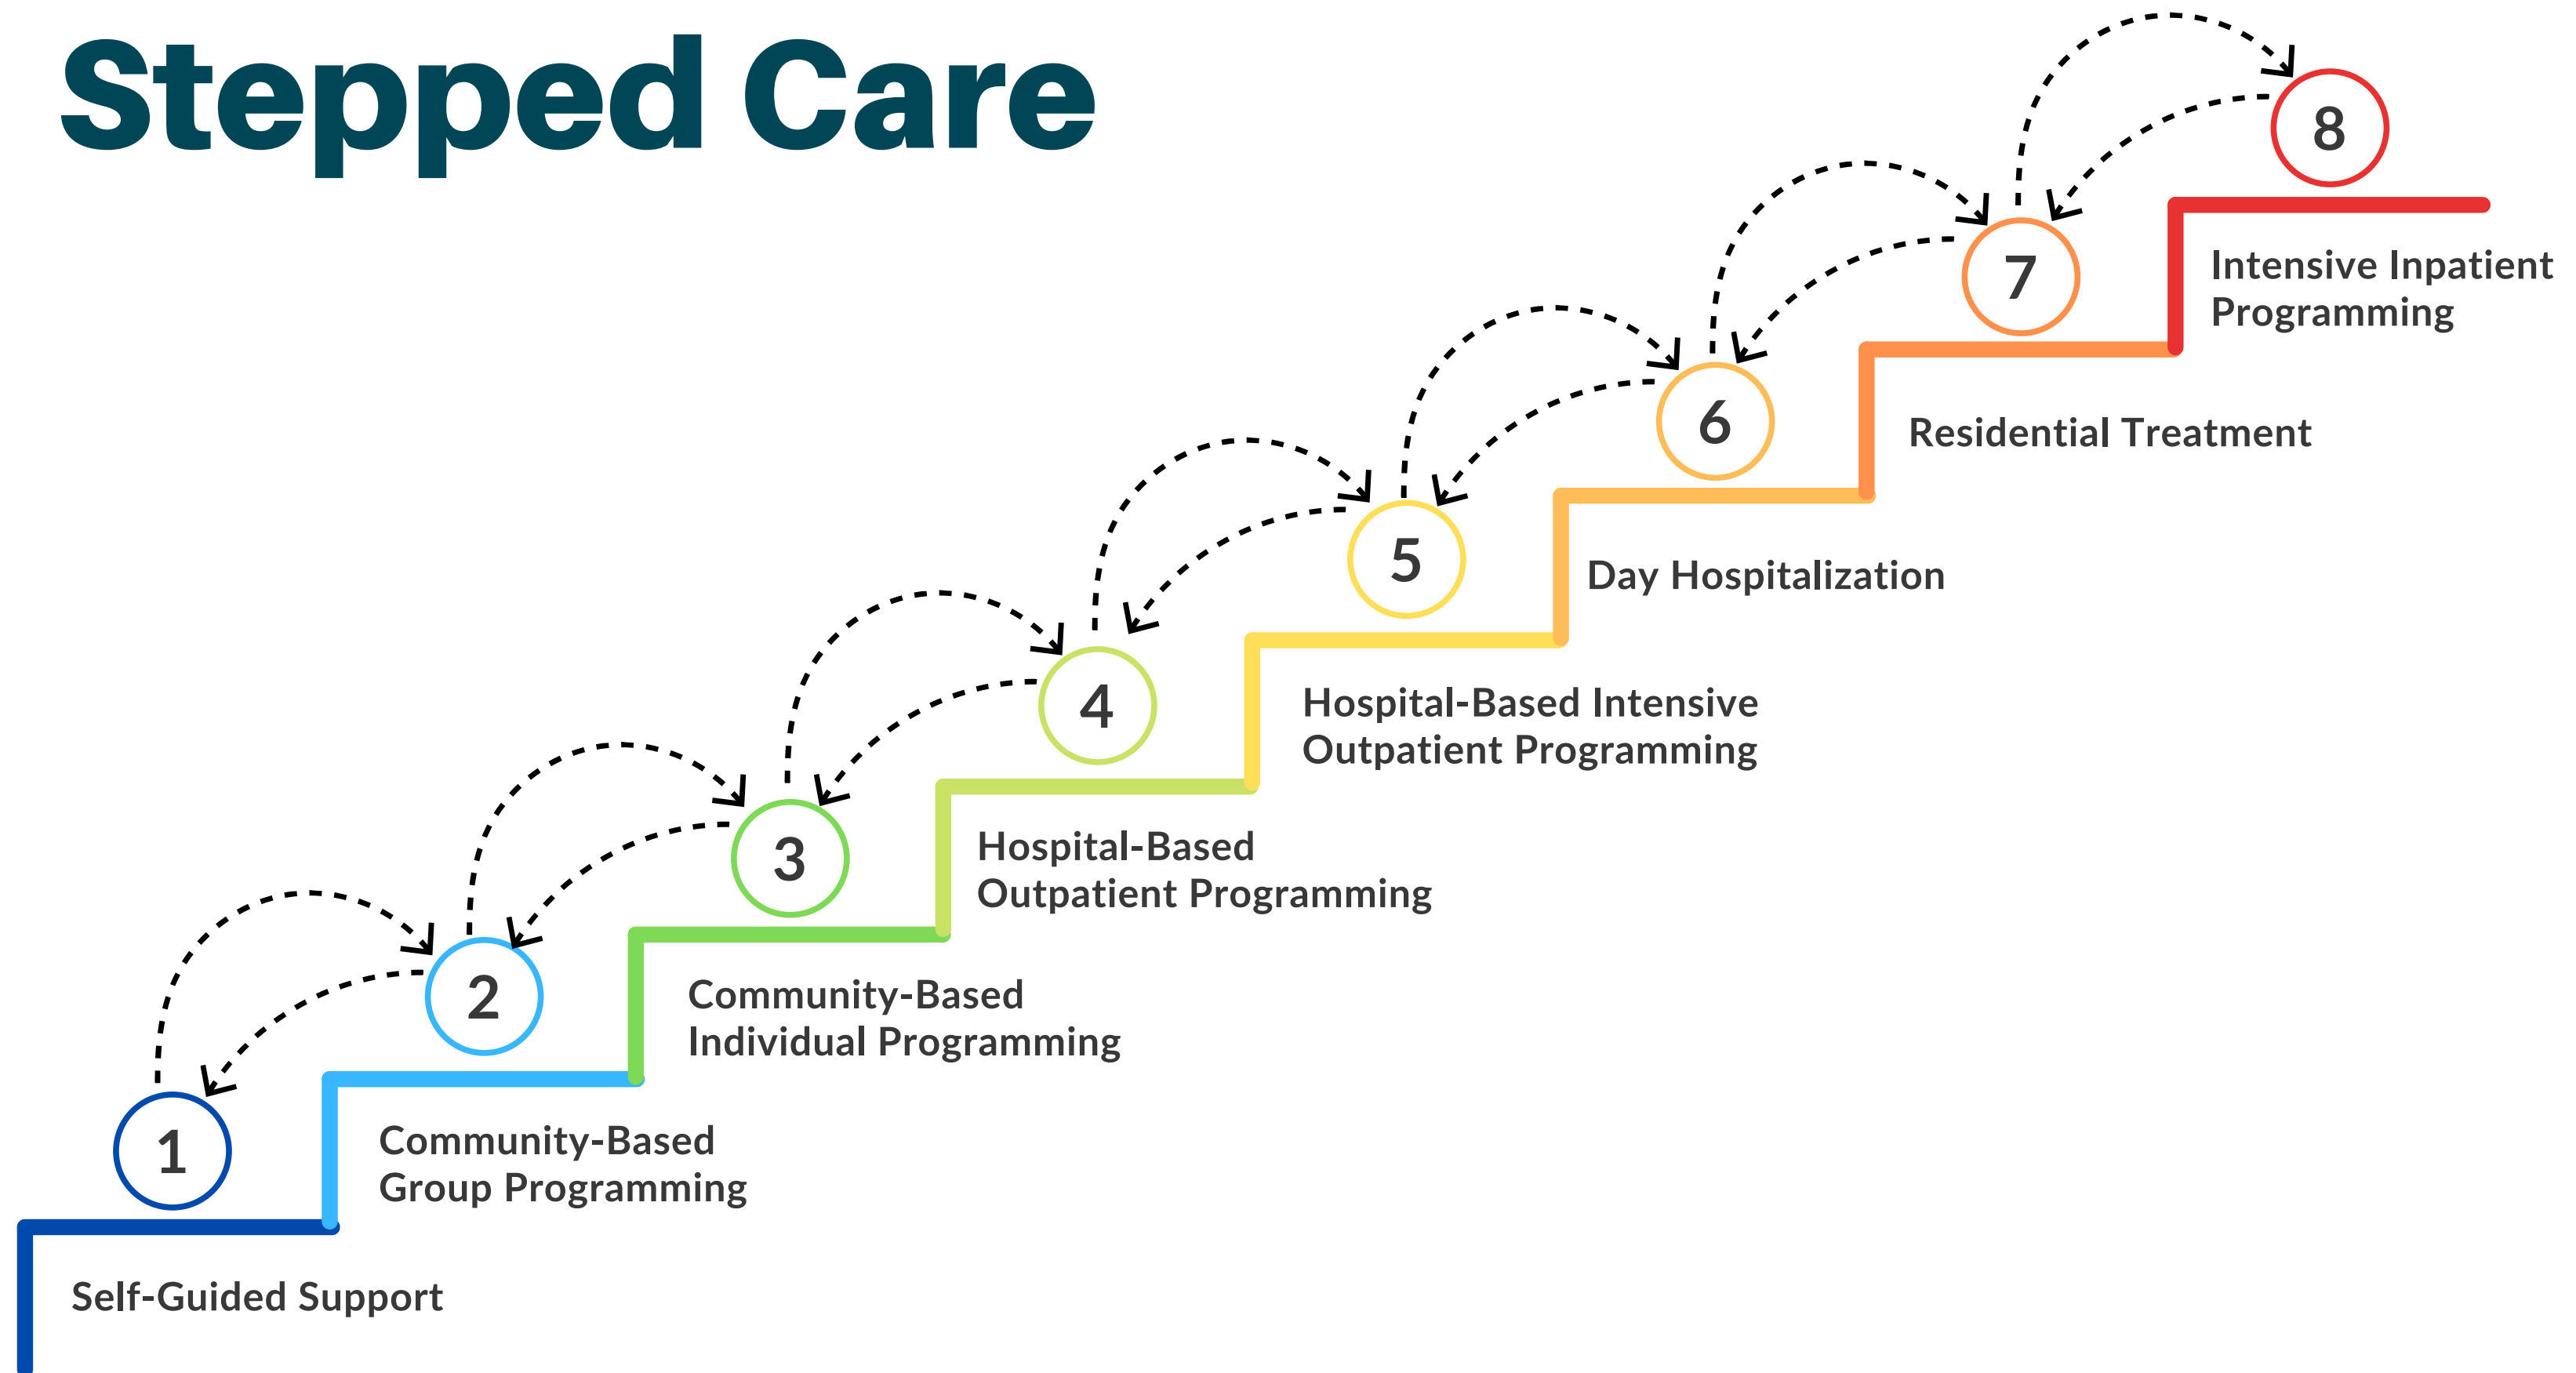 Stepped Care
8
Intensive Inpatient
Programming
7
Residential Treatment
6
Day Hospitalization
5
Hospital-Based Intensive
Outpatient Programming
4
Hospital-Based
Outpatient Programming
3
Community-Based
Individual Programming
2
Community-Based
Group Programming
1
Self-Guided Support